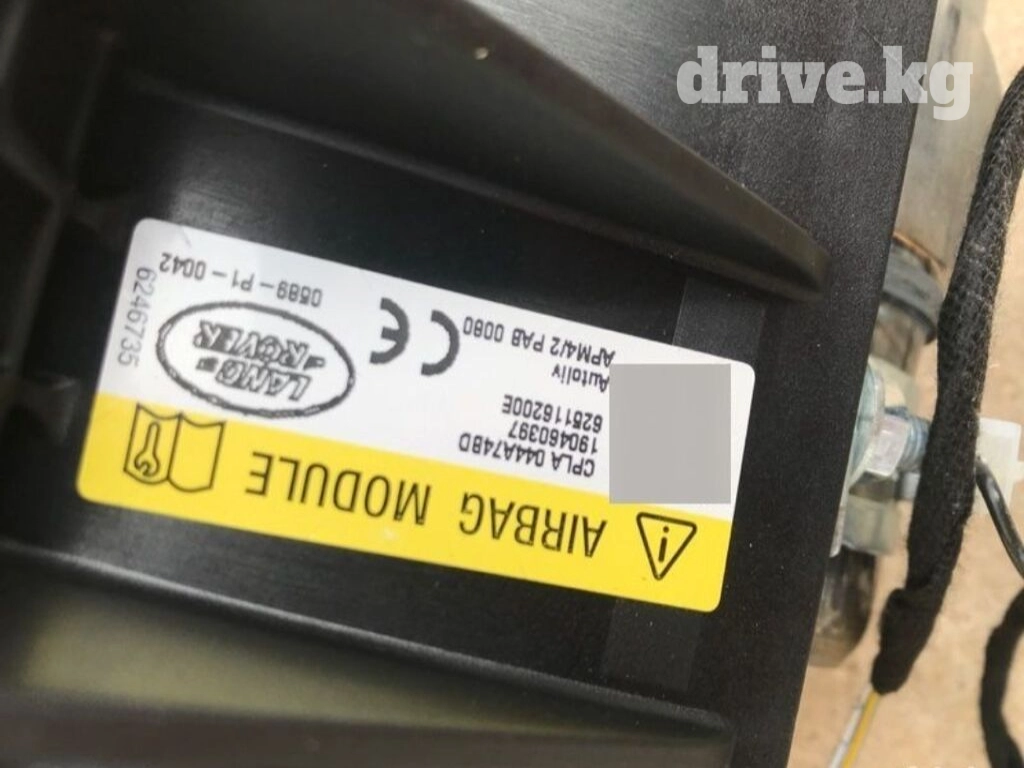 drive.kg
AIRBAG MODULE
CPLA 044A74BD
190460397
625116200E
Autoliv
APM4/2 PAB 0080
CE
LAND
ROVER
0589-P1-0042
6246735